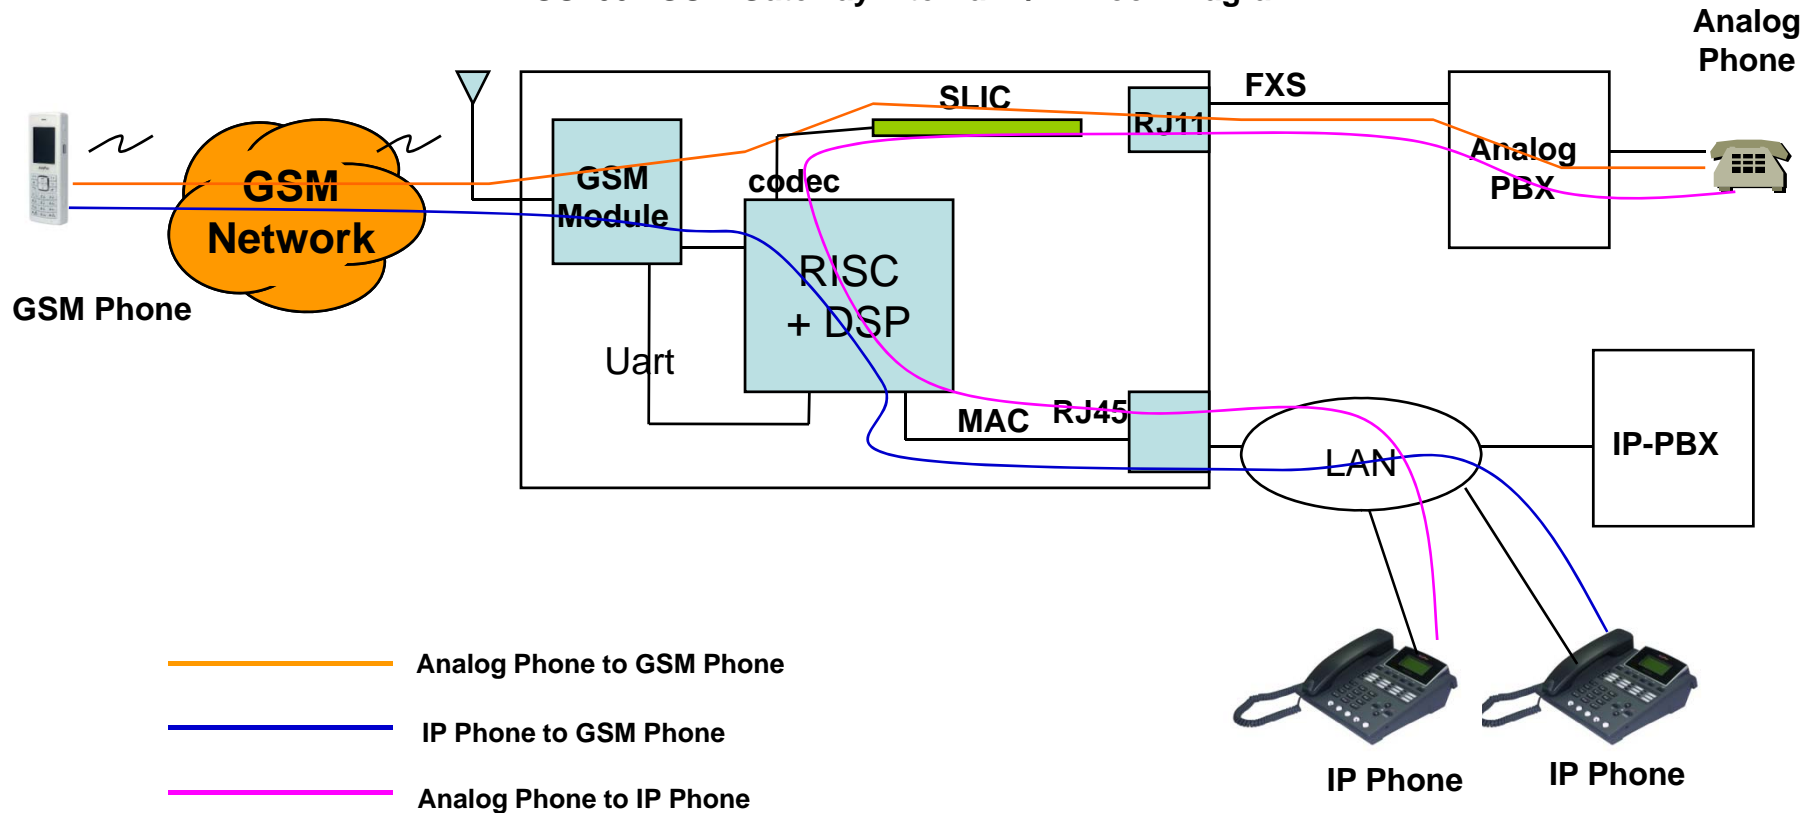 Analog
Phone
FXS
SLIC
RJ11
GSM
Network
GSM
Module
codec
Analog
PBX
RISC
+ DSP
GSM Phone
Uart
MAC
RJ45
LAN
IP-PBX
Analog Phone to GSM Phone
IP Phone to GSM Phone
Analog Phone to IP Phone
IP Phone
IP Phone